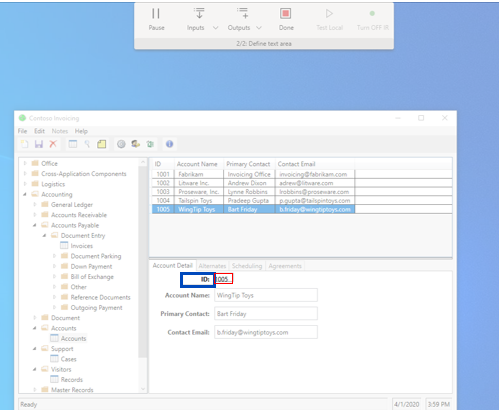 Pause Inputs Outputs Done Test Local Turn OFF IR
2/2: Define text area
Contoso Invoicing
File Edit Notes Help
Office
Cross-Application Components
Logistics
Accounting
General Ledger
Accounts Receivable
Accounts Payable
Document Entry
Invoices
Document Parking
Down Payment
Bill of Exchange
Other
Reference Documents
Outgoing Payment
Document
Accounts
Accounts
Support
Cases
Visitors
Records
Master Records
ID Account Name Primary Contact Contact Email
1001 Fabrikam Invoicing Office invoicing@fabrikam.com
1002 Litware Inc. Andrew Dixon adrew@litware.com
1003 Proseware, Inc. Lynne Robbins lrobbins@proseware.com
1004 Tailspin Toys Pradeep Gupta p.gupta@tailspintoys.com
1005 WingTip Toys Bart Friday b.friday@wingtiptoys.com
Account Detail Alternates Scheduling Agreements
ID: 1005
Account Name: WingTip Toys
Primary Contact: Bart Friday
Contact Email: b.friday@wingtiptoys.com
Ready 4/1/2020 3:59 PM